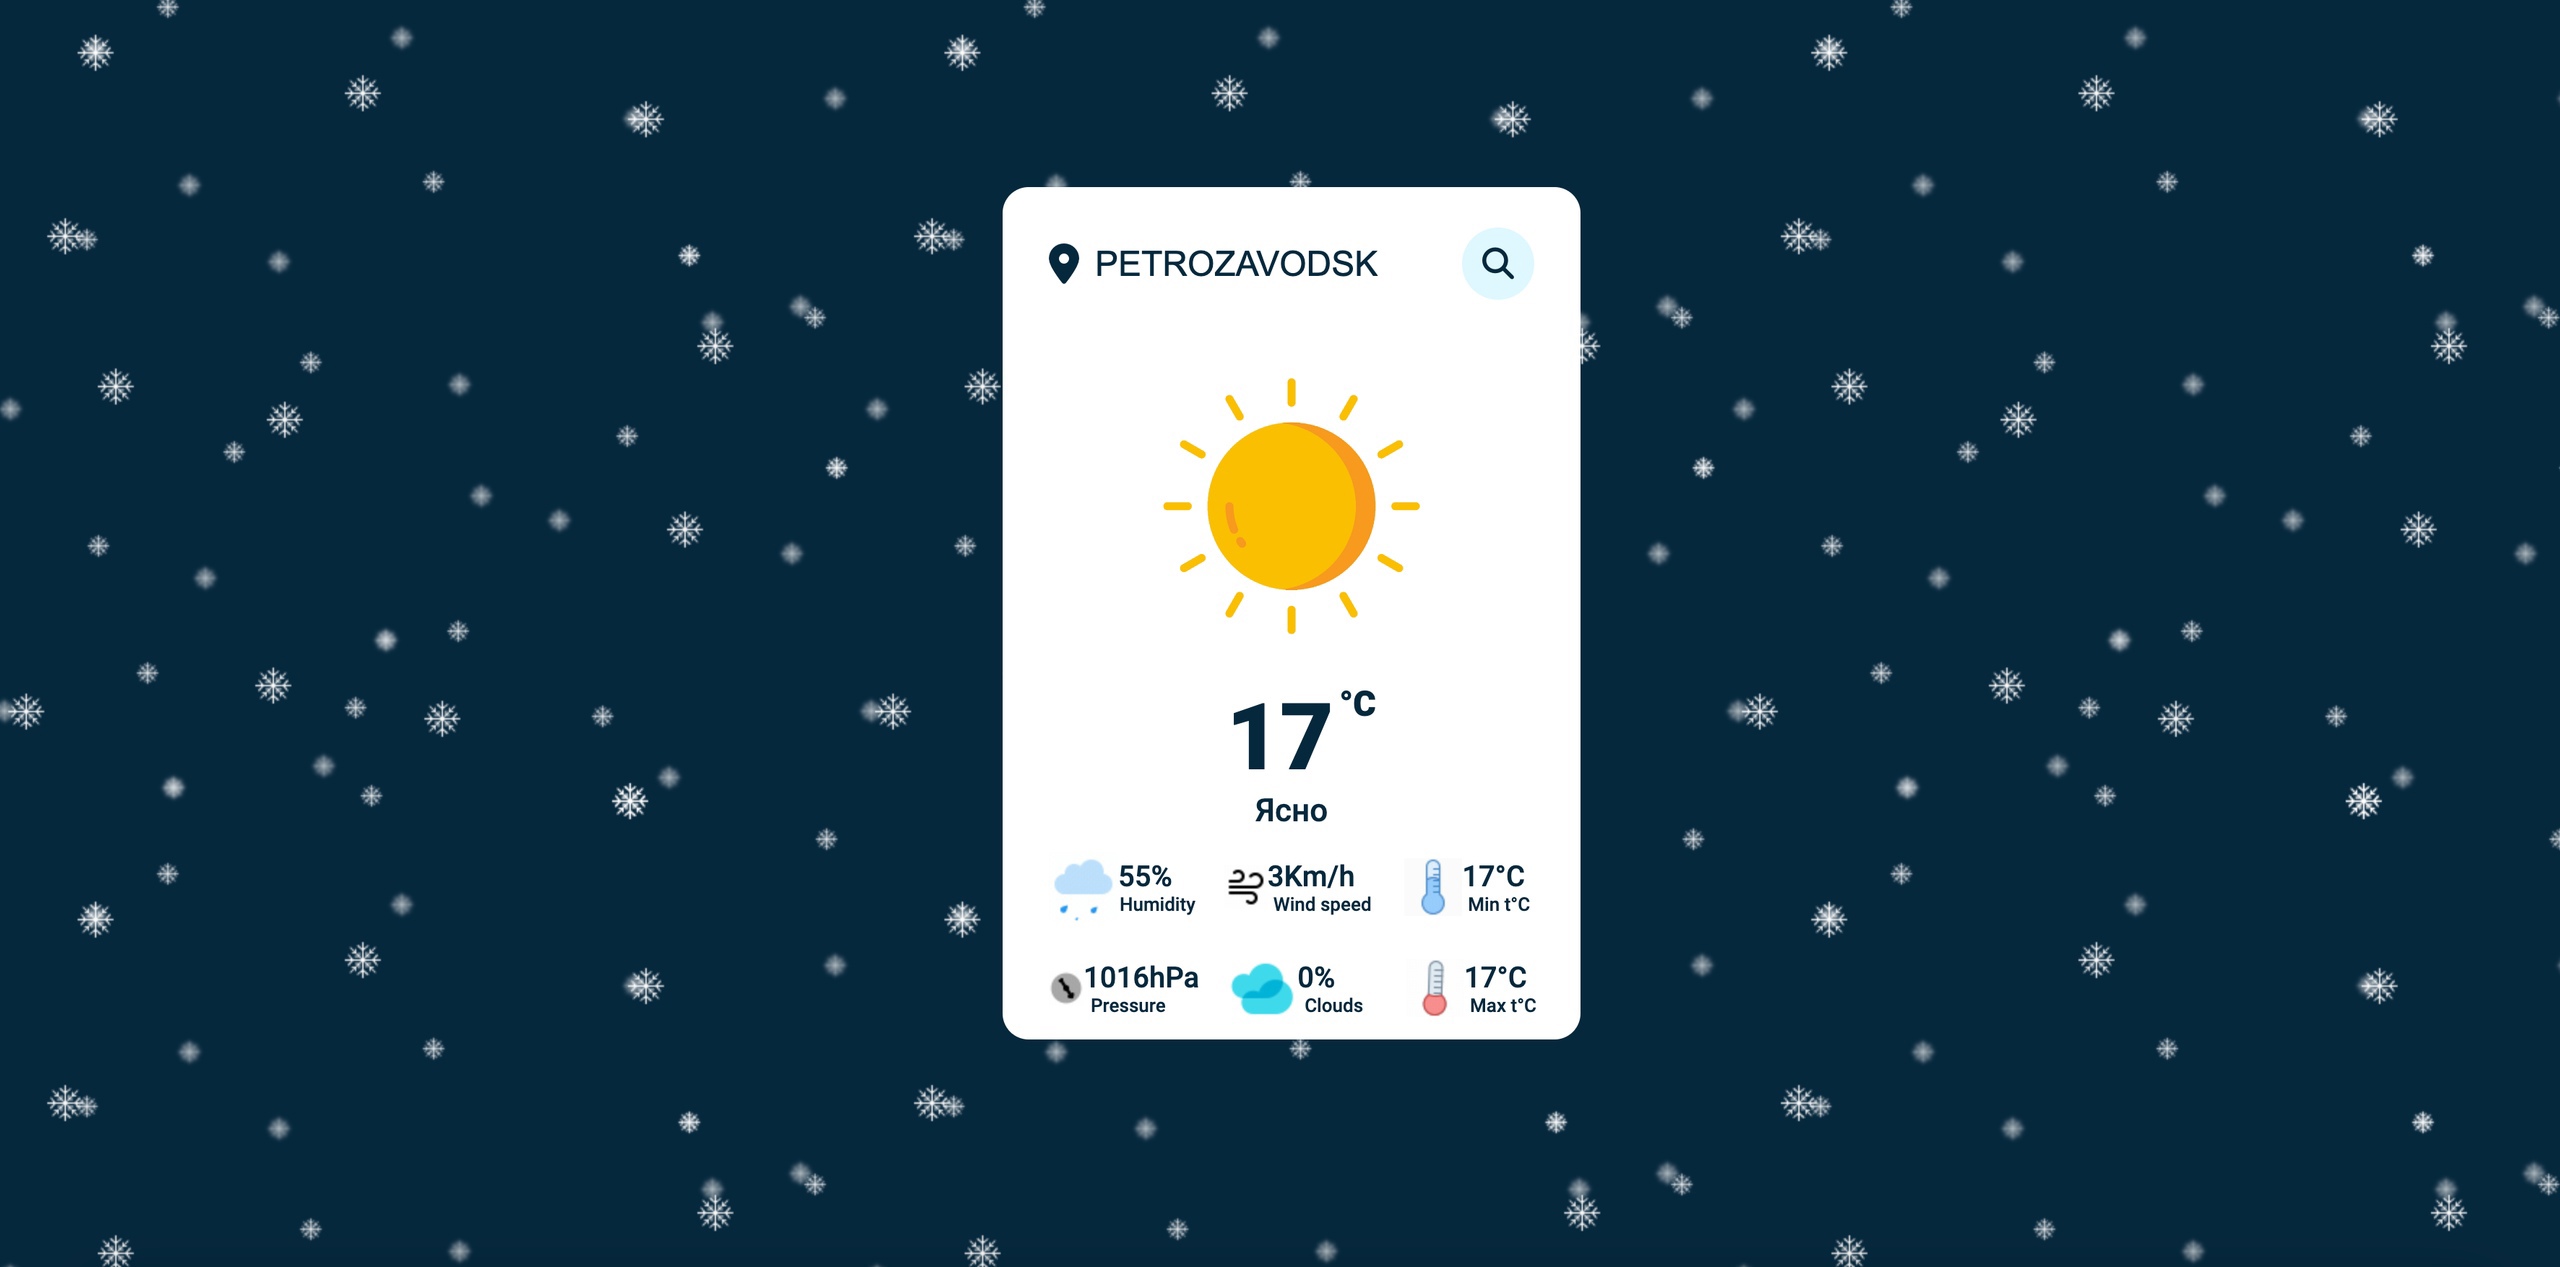 PETROZAVODSK
17 °C
Ясно
55% 3Km/h 17°C
Humidity Wind speed Min t°C
1016hPa 0% 17°C
Pressure Clouds Max t°C